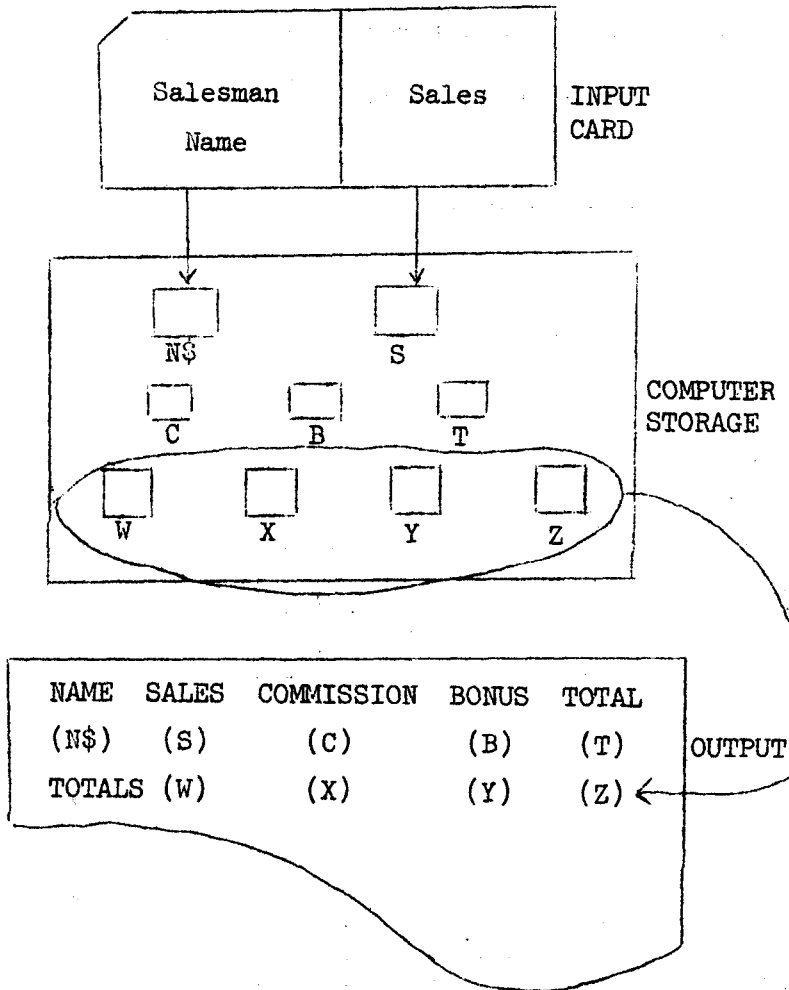 Salesman
Name
Sales
INPUT
CARD
N$
S
C
B
T
COMPUTER
STORAGE
W
X
Y
Z
NAME SALES COMMISSION BONUS TOTAL
(N$) (S) (C) (B) (T)
OUTPUT
TOTALS (W) (X) (Y) (Z)